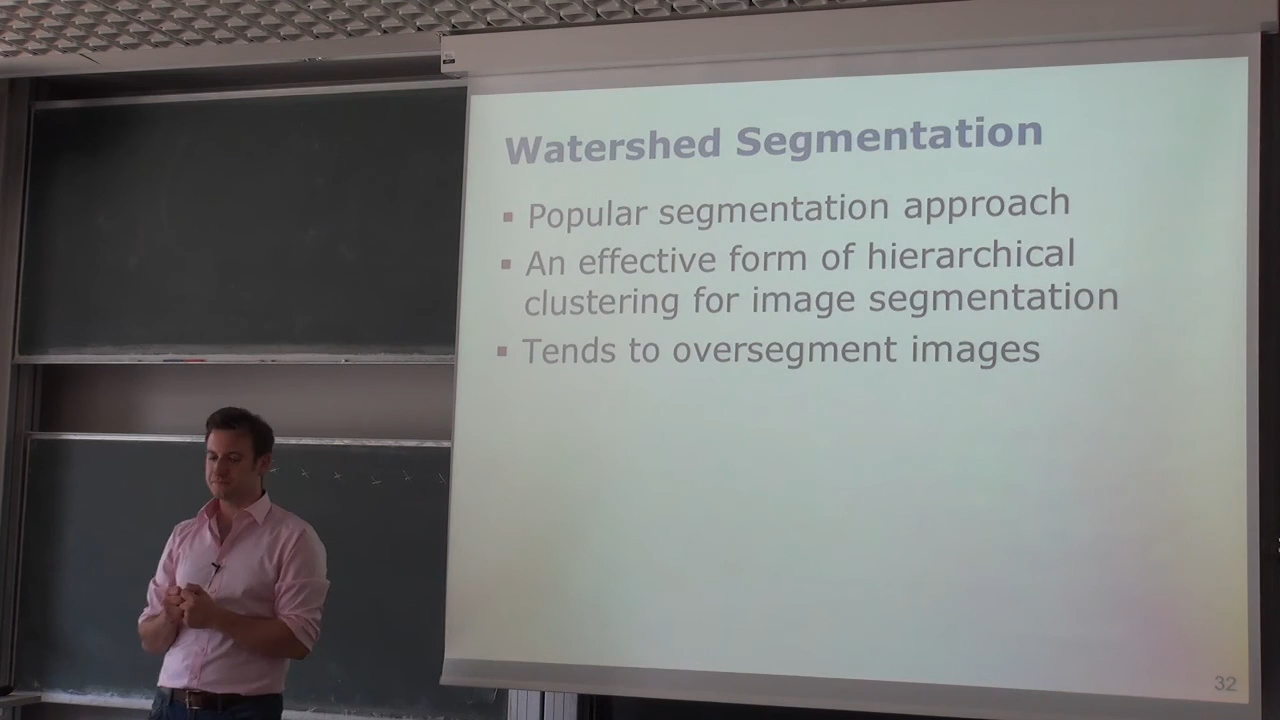 Watershed Segmentation
▪ Popular segmentation approach
▪ An effective form of hierarchical
clustering for image segmentation
▪ Tends to oversegment images
32